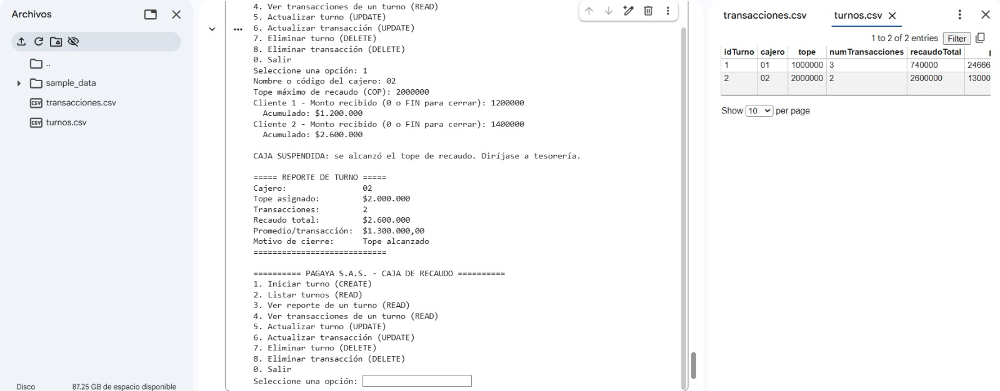 Archivos
..
sample_data
transacciones.csv
turnos.csv
Disco
87.25 GB de espacio disponible
4. Ver transacciones de un turno (READ)
5. Actualizar turno (UPDATE)
6. Actualizar transacción (UPDATE)
7. Eliminar turno (DELETE)
8. Eliminar transacción (DELETE)
0. Salir
Seleccione una opción: 1
Nombre o código del cajero: 02
Tope máximo de recaudo (COP): 2000000
Cliente 1 - Monto recibido (0 o FIN para cerrar): 1200000
Acumulado: $1.200.000
Cliente 2 - Monto recibido (0 o FIN para cerrar): 1400000
Acumulado: $2.600.000
CAJA SUSPENDIDA: se alcanzó el tope de recaudo. Diríjase a tesorería.
===== REPORTE DE TURNO =====
Cajero: 02
Tope asignado: $2.000.000
Transacciones: 2
Recaudo total: $2.600.000
Promedio/transacción: $1.300.000,00
Motivo de cierre: Tope alcanzado
============================
========== PAGAYA S.A.S. - CAJA DE RECAUDO ==========
1. Iniciar turno (CREATE)
2. Listar turnos (READ)
3. Ver reporte de un turno (READ)
4. Ver transacciones de un turno (READ)
5. Actualizar turno (UPDATE)
6. Actualizar transacción (UPDATE)
7. Eliminar turno (DELETE)
8. Eliminar transacción (DELETE)
0. Salir
Seleccione una opción:
transacciones.csv turnos.csv
1 to 2 of 2 entries Filter
idTurno cajero tope numTransacciones recaudoTotal p
1 01 1000000 3 740000 24666
2 02 2000000 2 2600000 13000
Show 10 per page